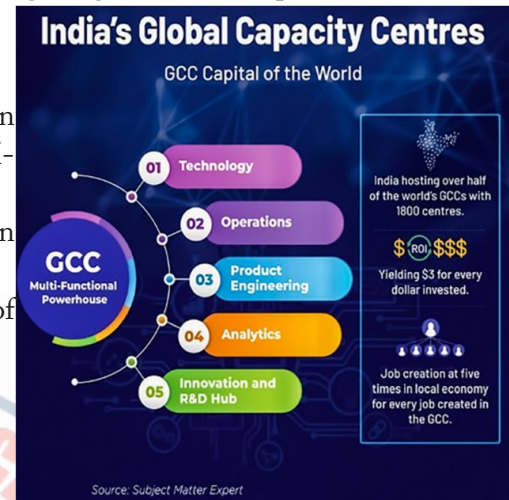 India's Global Capacity Centres
GCC Capital of the World
n
-
n
of
GCC
Multi-Functional
Powerhouse
01 Technology
02 Operations
03 Product
Engineering
04 Analytics
05 Innovation and
R&D Hub
India hosting over half
of the world's GCCs with
1800 centres.
$ ROI $$$
Yielding $3 for every
dollar invested.
Job creation at five
times in local economy
for every job created in
the GCC.
Source: Subject Matter Expert